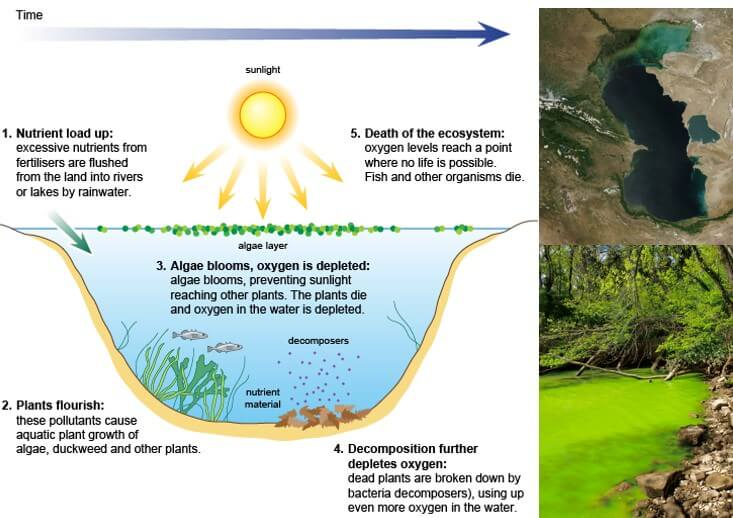 Time
sunlight
1. Nutrient load up:
excessive nutrients from
fertilisers are flushed
from the land into rivers
or lakes by rainwater.
5. Death of the ecosystem:
oxygen levels reach a point
where no life is possible.
Fish and other organisms die.
algae layer
3. Algae blooms, oxygen is depleted:
algae blooms, preventing sunlight
reaching other plants. The plants die
and oxygen in the water is depleted.
decomposers
nutrient
material
2. Plants flourish:
these pollutants cause
aquatic plant growth of
algae, duckweed and other plants.
4. Decomposition further
depletes oxygen:
dead plants are broken down by
bacteria decomposers), using up
even more oxygen in the water.